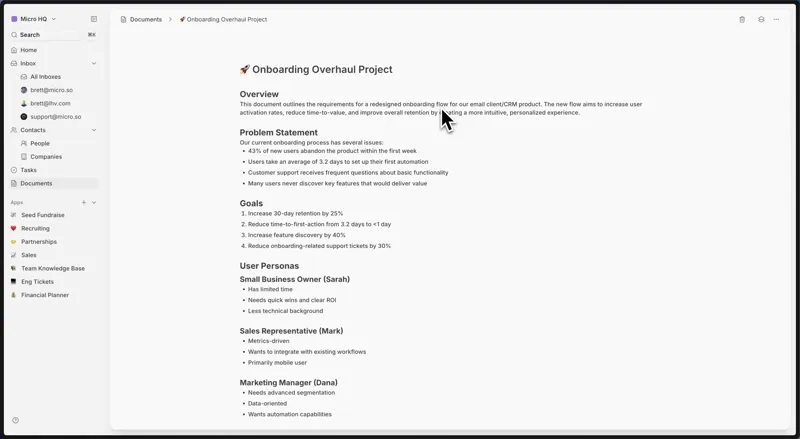 Micro HQ
Search
⌘K
Home
Inbox
All Inboxes
brett@micro.so
brett@lhv.com
support@micro.so
Contacts
People
Companies
Tasks
Documents
Apps
Seed Fundraise
Recruiting
Partnerships
Sales
Team Knowledge Base
Eng Tickets
Financial Planner
Documents > 🚀 Onboarding Overhaul Project
🚀 Onboarding Overhaul Project
Overview
This document outlines the requirements for a redesigned onboarding flow for our email client/CRM product. The new flow aims to increase user
activation rates, reduce time-to-value, and improve overall retention by creating a more intuitive, personalized experience.
Problem Statement
Our current onboarding process has several issues:
• 43% of new users abandon the product within the first week
• Users take an average of 3.2 days to set up their first automation
• Customer support receives frequent questions about basic functionality
• Many users never discover key features that would deliver value
Goals
1. Increase 30-day retention by 25%
2. Reduce time-to-first-action from 3.2 days to <1 day
3. Increase feature discovery by 40%
4. Reduce onboarding-related support tickets by 30%
User Personas
Small Business Owner (Sarah)
• Has limited time
• Needs quick wins and clear ROI
• Less technical background
Sales Representative (Mark)
• Metrics-driven
• Wants to integrate with existing workflows
• Primarily mobile user
Marketing Manager (Dana)
• Needs advanced segmentation
• Data-oriented
• Wants automation capabilities